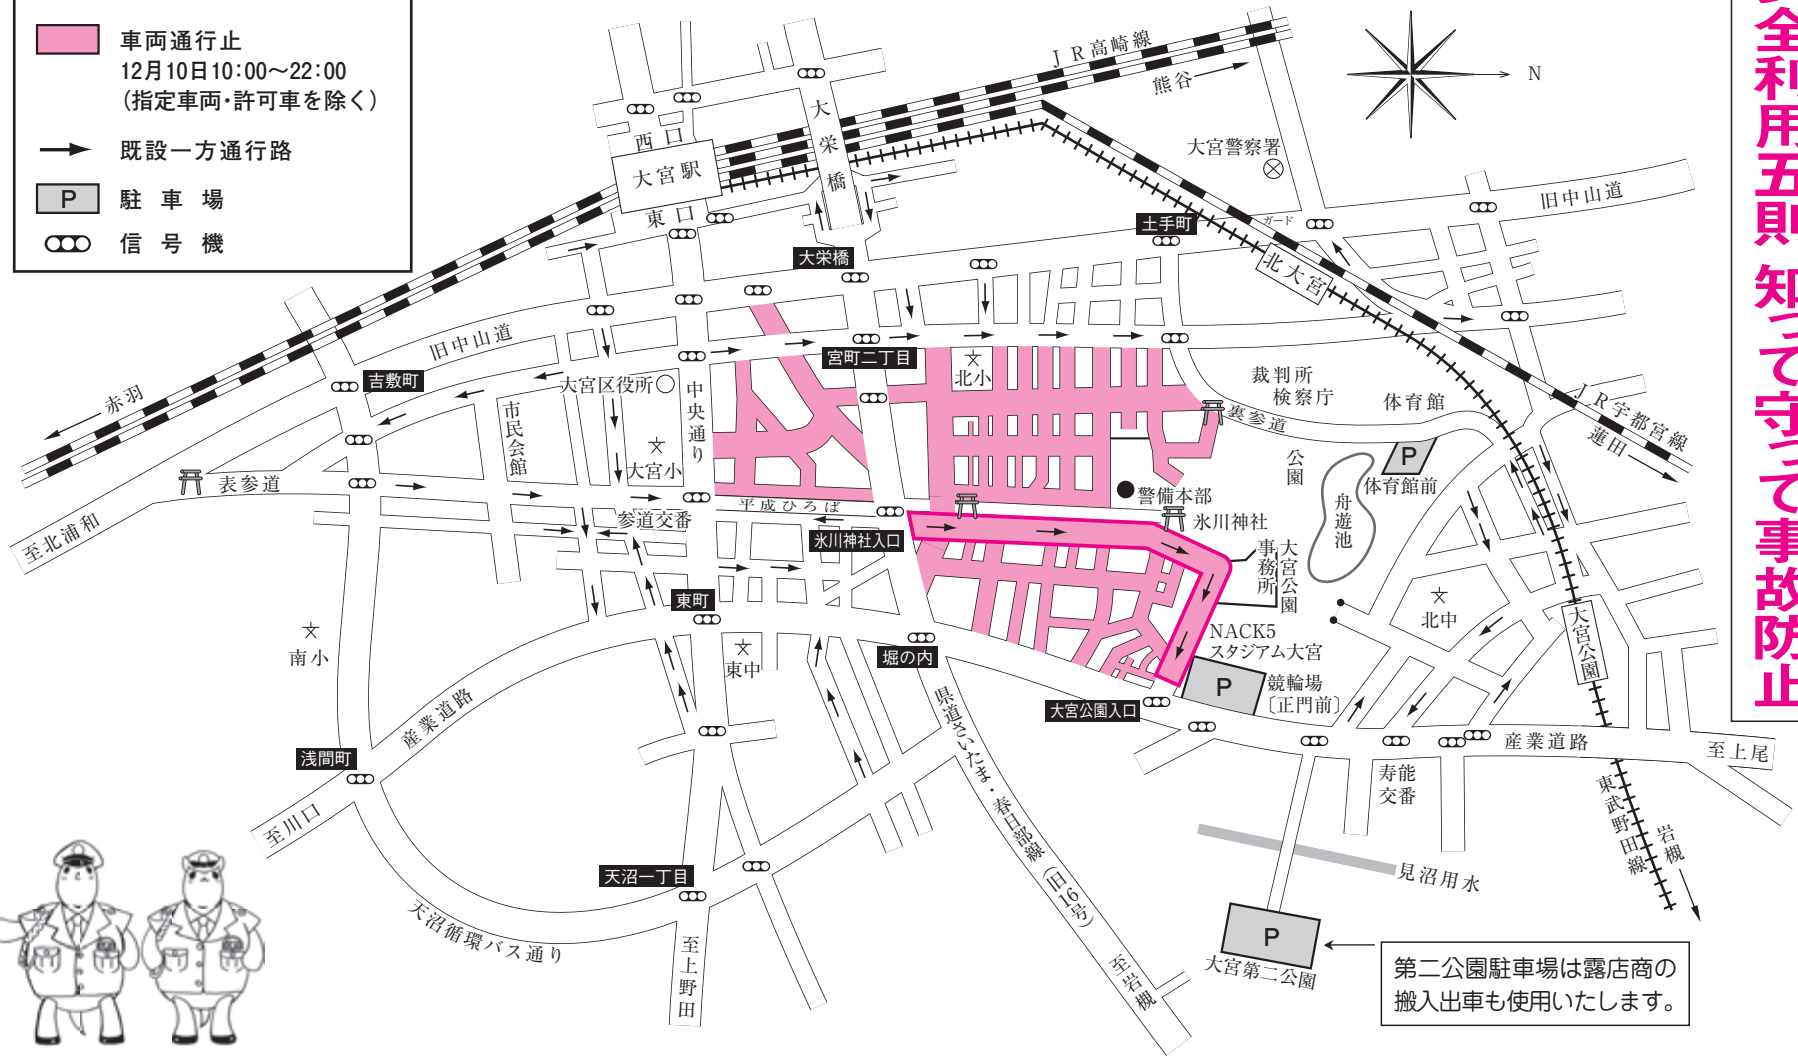 車両通行止
12月10日10:00〜22:00
(指定車両・許可車を除く)
既設一方通行路
P
駐車場
信号機
JR高崎線
熊谷
N
大栄橋
西口
大宮駅
東口
大宮警察署
土手町
ガード
旧中山道
北大宮
大栄橋
旧中山道
吉敷町
赤羽
大宮区役所
中央通り
宮町二丁目
北小
裁判所
検察庁
体育館
裏参道
JR宇都宮線
蓮田
市民会館
大宮小
表参道
平成ひろば
参道交番
氷川神社入口
警備本部
氷川神社
公園
P
体育館前
舟遊池
大宮公園
事務所
至北浦和
東町
南小
東中
堀の内
NACK5
スタジアム大宮
P
競輪場
〔正門前〕
大宮公園入口
北中
大宮公園
産業道路
浅間町
至川口
県道さいたま・春日部線(旧16号)
至岩槻
産業道路
至上尾
寿能
交番
東武野田線
岩槻
見沼用水
天沼一丁目
天沼循環バス通り
至上野田
P
大宮第二公園
第二公園駐車場は露店商の
搬入出車も使用いたします。
全利用五則 知って守って事故防止